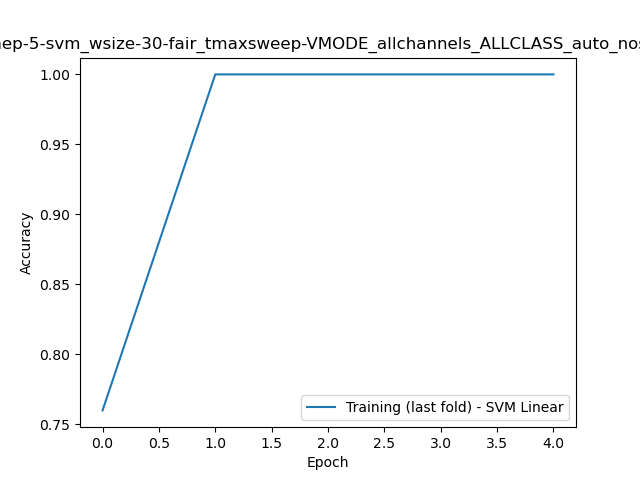 nep-5-svm_wsize-30-fair_tmaxsweep-VMODE_allchannels_ALLCLASS_auto_nos
1.00
0.95
0.90
0.85
0.80
0.75
Accuracy
Training (last fold) - SVM Linear
0.0 0.5 1.0 1.5 2.0 2.5 3.0 3.5 4.0
Epoch